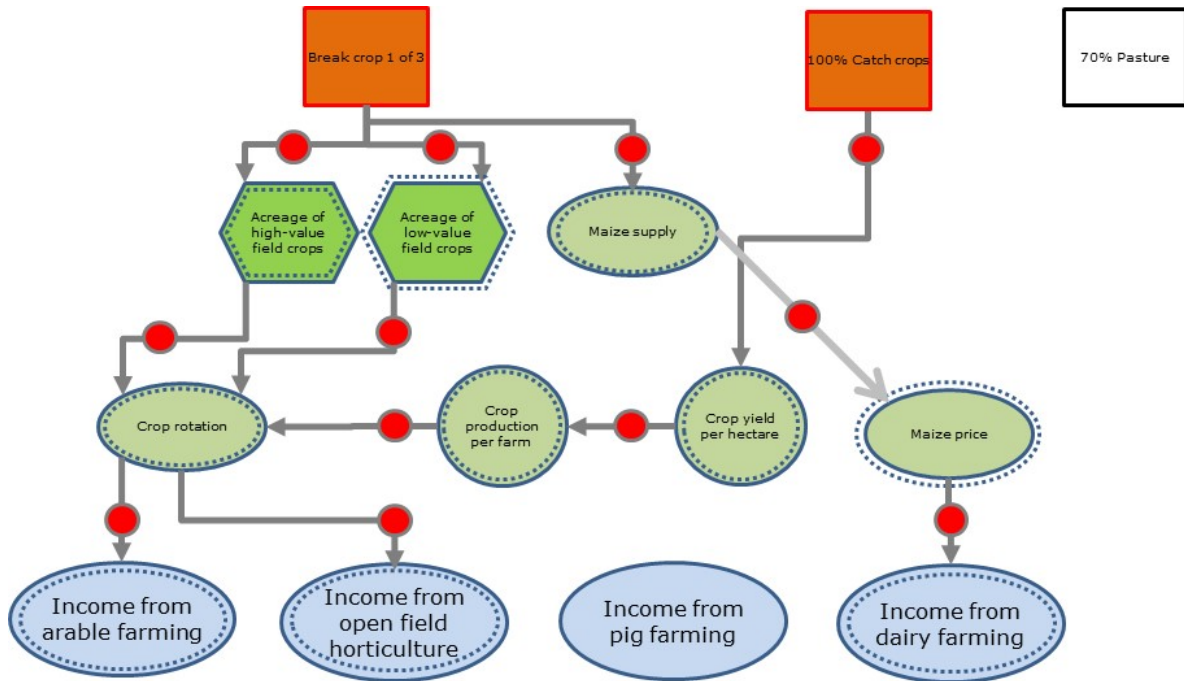 Break crop 1 of 3
100% Catch crops
70% Pasture
Acreage of
high-value
field crops
Acreage of
low-value
field crops
Maize supply
Crop rotation
Crop
production
per farm
Crop yield
per hectare
Maize price
Income from
arable farming
Income from
open field
horticulture
Income from
pig farming
Income from
dairy farming